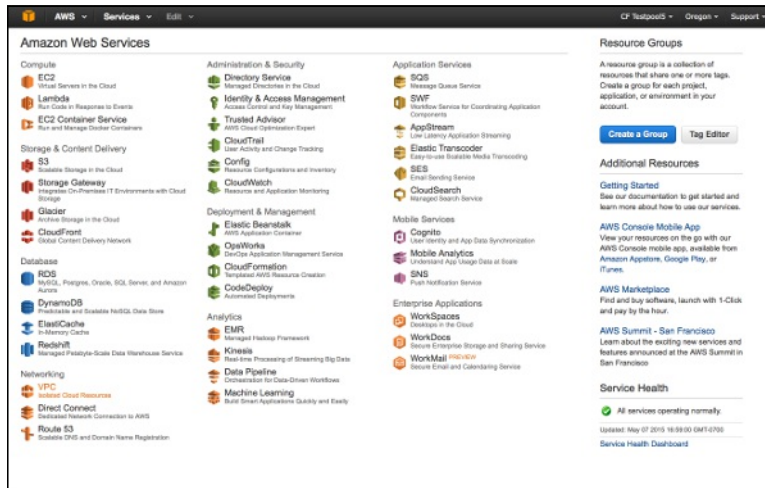 AWS Services Edit CF Testpool5 Oregon Support
Amazon Web Services
Compute
EC2
Virtual Servers in the Cloud
Lambda
Run Code in Response to Events
EC2 Container Service
Run and Manage Docker Containers
Storage & Content Delivery
S3
Scalable Storage in the Cloud
Storage Gateway
Integrates On-Premises IT Environments with Cloud
Storage
Glacier
Archive Storage in the Cloud
CloudFront
Global Content Delivery Network
Database
RDS
MySQL, Postgres, Oracle, SQL Server, and Amazon
Aurora
DynamoDB
Predictable and Scalable NoSQL Data Store
ElastiCache
In-Memory Cache
Redshift
Managed Petabyte-Scale Data Warehouse Service
Networking
VPC
Isolated Cloud Resources
Direct Connect
Dedicated Network Connection to AWS
Route 53
Scalable DNS and Domain Name Registration
Administration & Security
Directory Service
Managed Directories in the Cloud
Identity & Access Management
Access Control and Key Management
Trusted Advisor
AWS Cloud Optimization Expert
CloudTrail
User Activity and Change Tracking
Config
Resource Configurations and Inventory
CloudWatch
Resource and Application Monitoring
Deployment & Management
Elastic Beanstalk
AWS Application Container
OpsWorks
DevOps Application Management Service
CloudFormation
Templated AWS Resource Creation
CodeDeploy
Automated Deployments
Analytics
EMR
Managed Hadoop Framework
Kinesis
Real-time Processing of Streaming Big Data
Data Pipeline
Orchestration for Data-Driven Workflows
Machine Learning
Build Smart Applications Quickly and Easily
Application Services
SQS
Message Queue Service
SWF
Workflow Service for Coordinating Application
Components
AppStream
Low Latency Application Streaming
Elastic Transcoder
Easy-to-use Scalable Media Transcoding
SES
Email Sending Service
CloudSearch
Managed Search Service
Mobile Services
Cognito
User Identity and App Data Synchronization
Mobile Analytics
Understand App Usage Data at Scale
SNS
Push Notification Service
Enterprise Applications
WorkSpaces
Desktops in the Cloud
WorkDocs
Secure Enterprise Storage and Sharing Service
WorkMail PREVIEW
Secure Email and Calendaring Service
Resource Groups
A resource group is a collection of
resources that share one or more tags.
Create a group for each project,
application, or environment in your
account.
Create a Group Tag Editor
Additional Resources
Getting Started
See our documentation to get started and
learn more about how to use our services.
AWS Console Mobile App
View your resources on the go with our
AWS Console mobile app, available from
Amazon Appstore, Google Play, or
iTunes.
AWS Marketplace
Find and buy software, launch with 1-Click
and pay by the hour.
AWS Summit - San Francisco
Learn about the exciting new services and
features announced at the AWS Summit in
San Francisco
Service Health
All services operating normally.
Updated: May 07 2015 16:59:00 GMT-0700
Service Health Dashboard